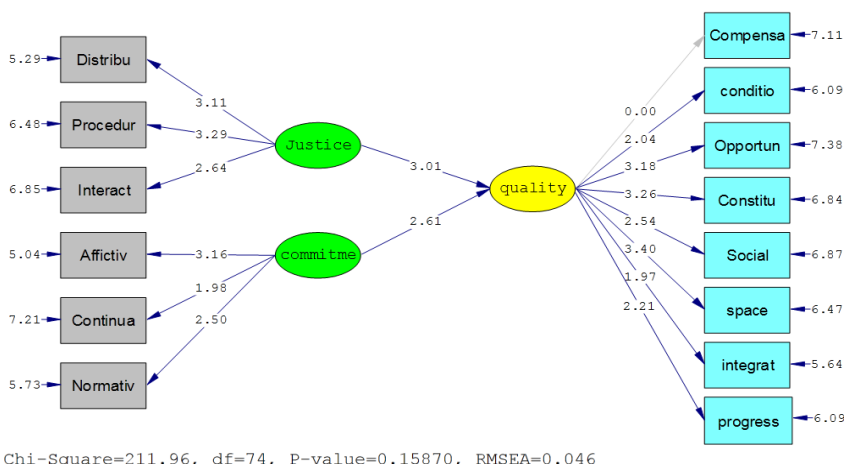 Compensa
7.11
5.29
Distribu
conditio
6.09
3.11
0.00
6.48
Procedur
3.29
Justice
2.04
Opportun
7.38
2.64
3.01
3.18
6.85
Interact
quality
3.26
Constitu
6.84
2.61
2.54
5.04
Affictiv
3.16
commitme
3.40
Social
6.87
1.98
1.97
7.21
Continua
2.50
2.21
space
6.47
integrat
5.64
5.73
Normativ
progress
6.09
Chi-Square=211.96, df=74, P-value=0.15870, RMSEA=0.046